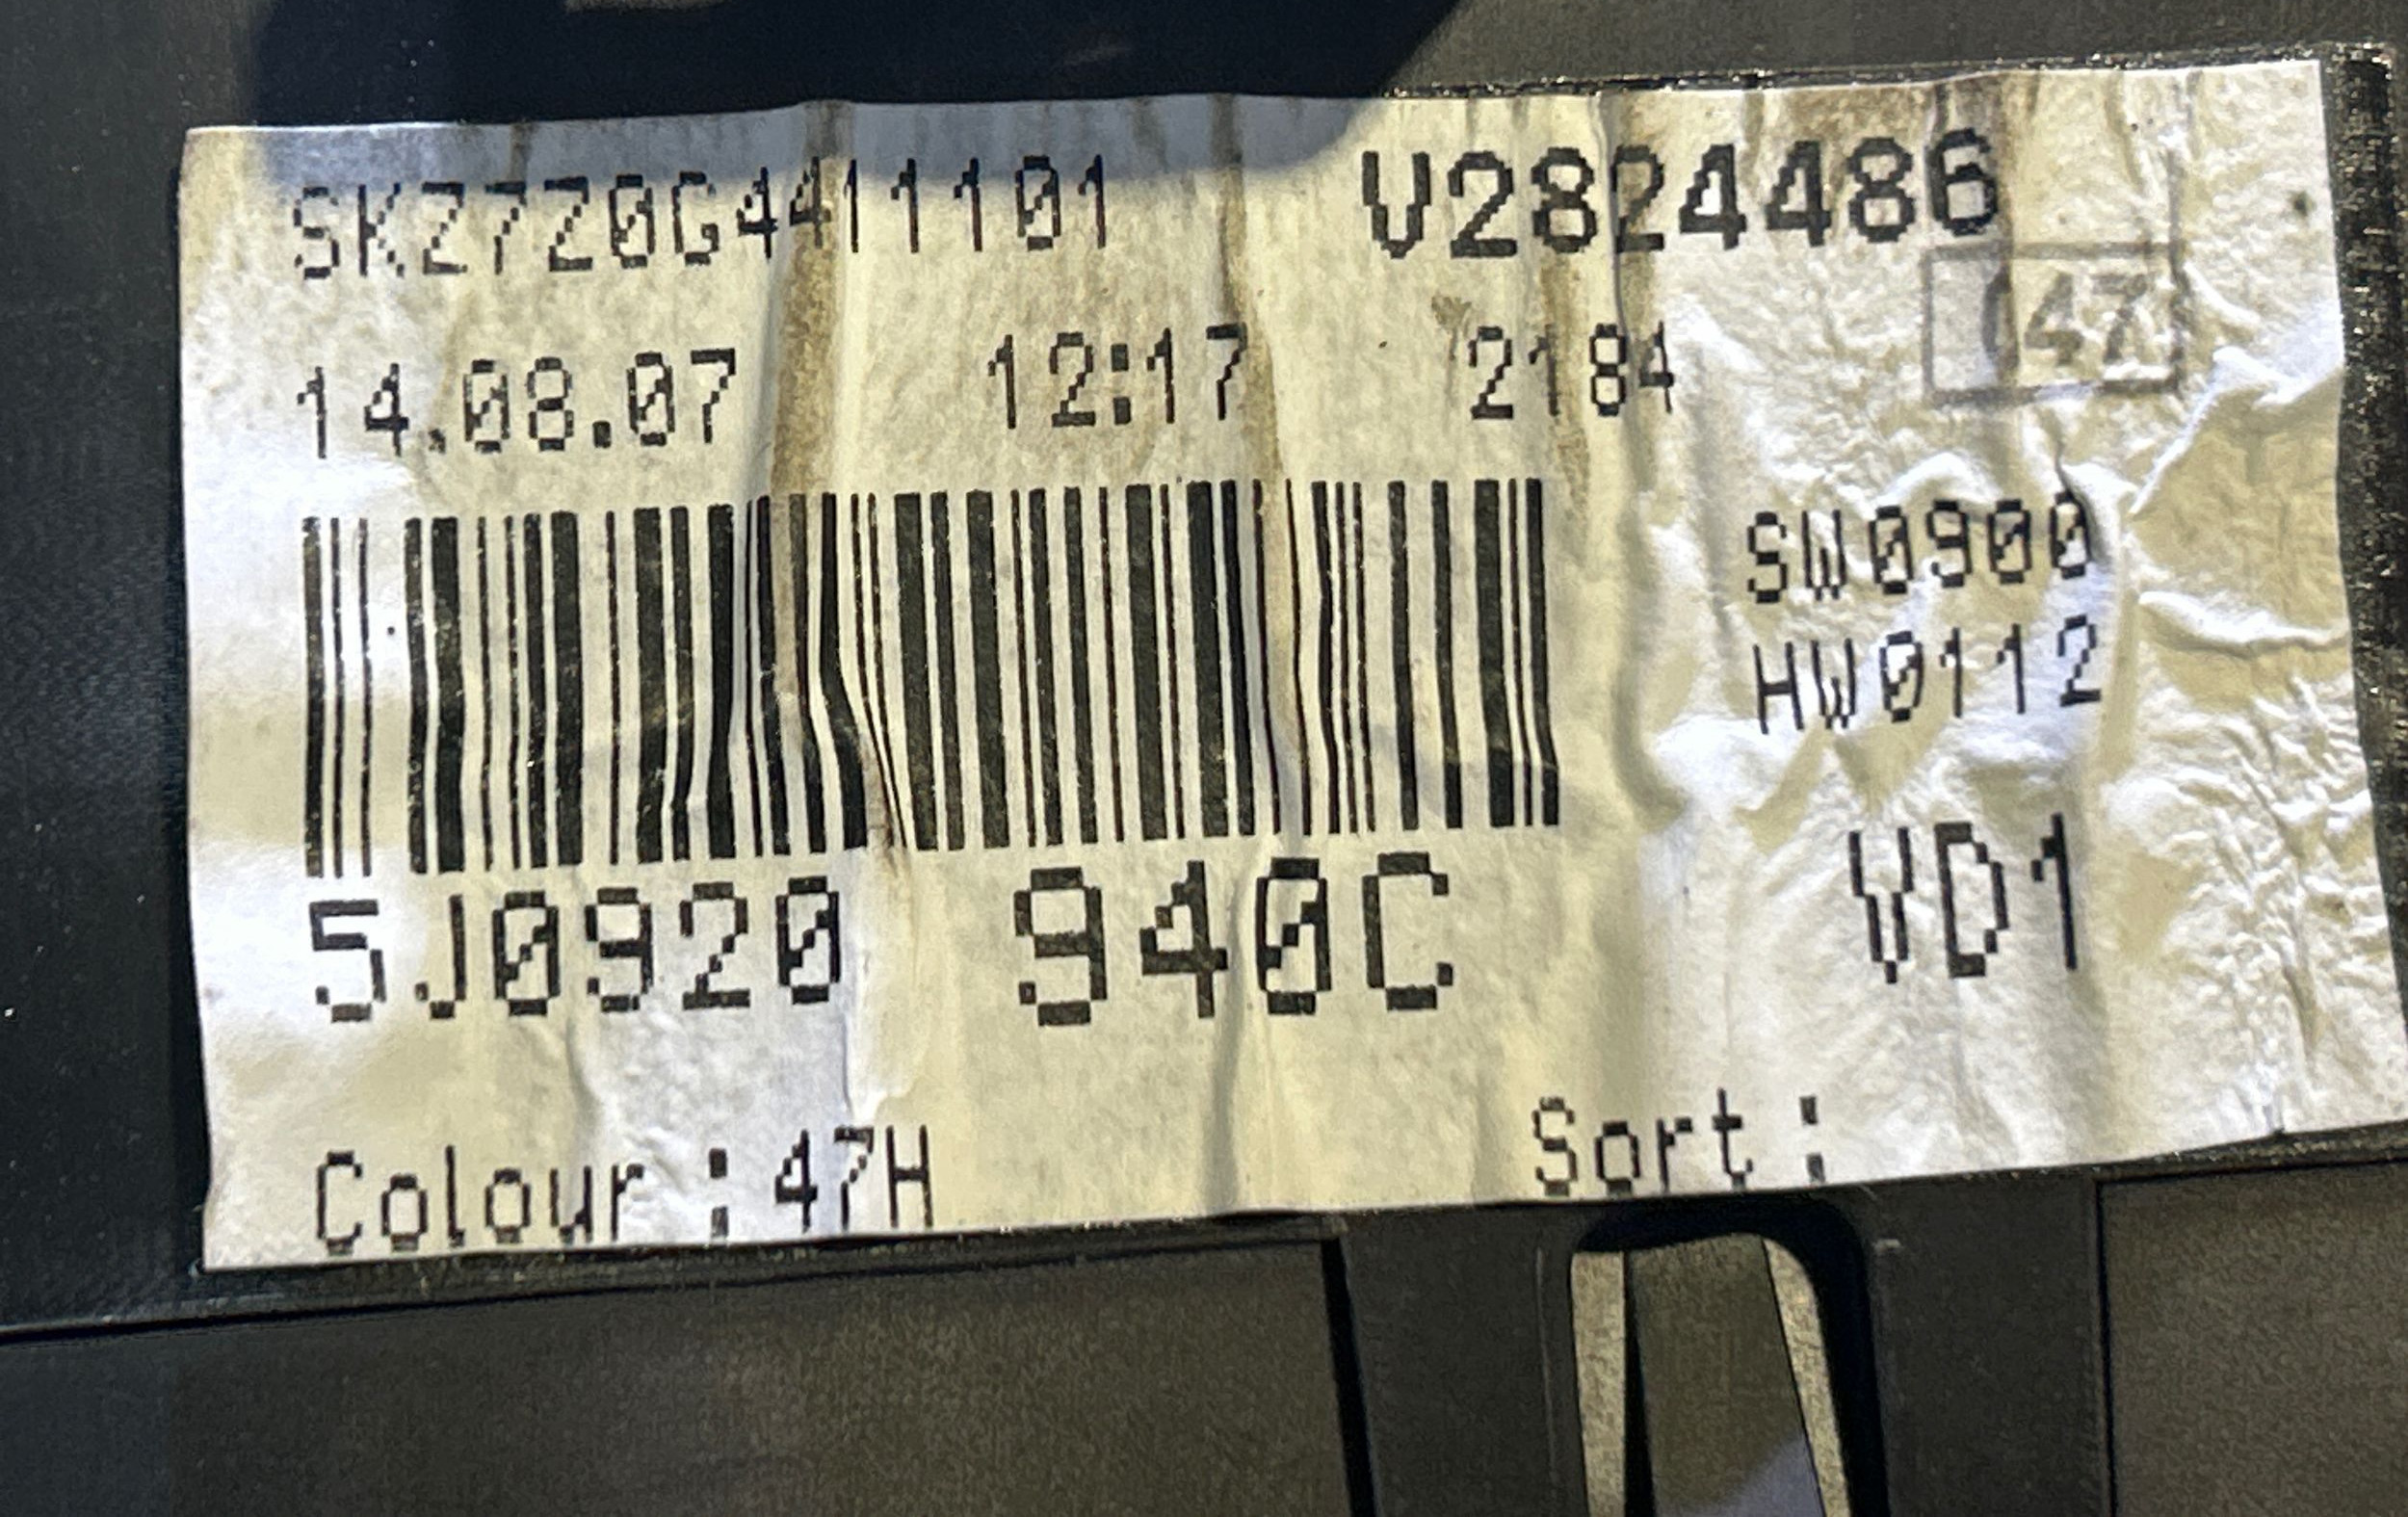 SKZ7Z0G4411101 V2824486
47
14.08.07 12:17 2184
SW0900
HW0112
5J0920 940C VD1
Colour:47H Sort: